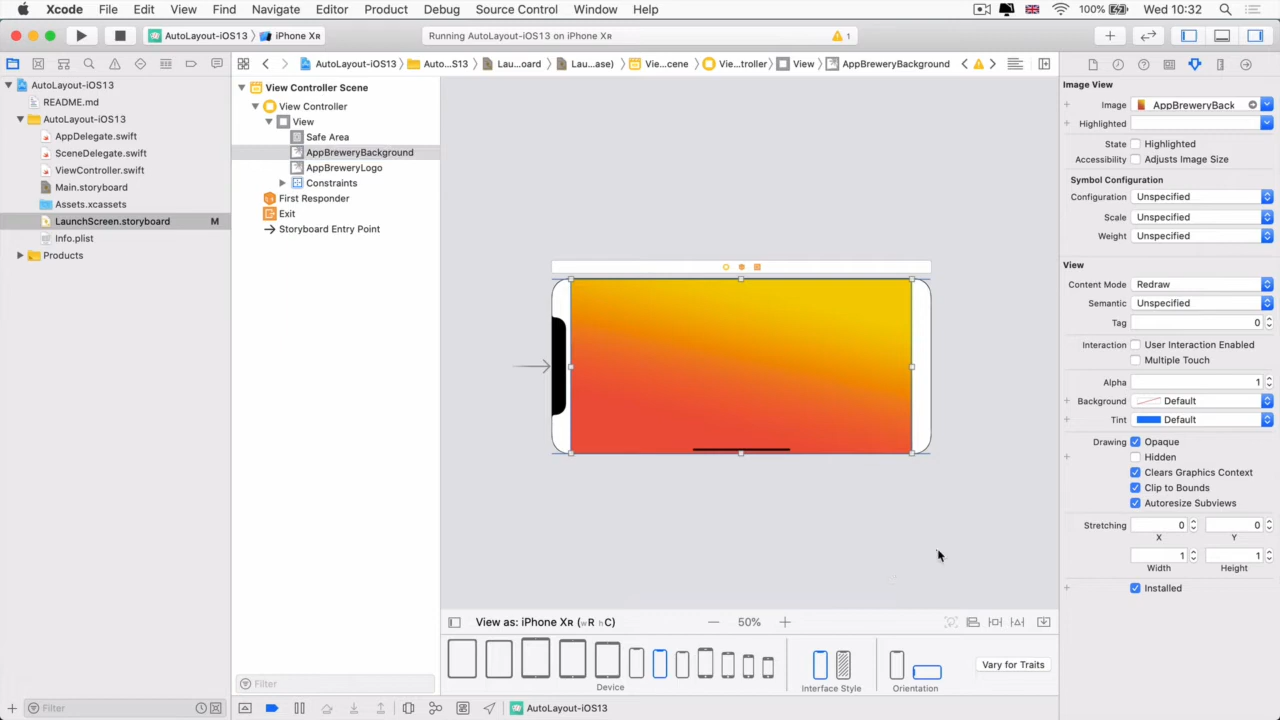 Xcode File Edit View Find Navigate Editor Product Debug Source Control Window Help 100% Wed 10:32
AutoLayout-iOS13 〉 iPhone XR Running AutoLayout-iOS13 on iPhone XR 1
AutoLayout-iOS13 〉 Auto...S13 〉 Lau...oard 〉 Lau...ase) 〉 Vie...cene 〉 Vie...troller 〉 View 〉 AppBreweryBackground
AutoLayout-iOS13
README.md
AutoLayout-iOS13
AppDelegate.swift
SceneDelegate.swift
ViewController.swift
Main.storyboard
Assets.xcassets
LaunchScreen.storyboard M
Info.plist
Products
Filter
View Controller Scene
View Controller
View
Safe Area
AppBreweryBackground
AppBreweryLogo
Constraints
First Responder
Exit
Storyboard Entry Point
Filter
View as: iPhone XR (wR hC) 50%
Device
Interface Style
Orientation
Vary for Traits
AutoLayout-iOS13
Image View
Image AppBreweryBack
Highlighted
State Highlighted
Accessibility Adjusts Image Size
Symbol Configuration
Configuration Unspecified
Scale Unspecified
Weight Unspecified
View
Content Mode Redraw
Semantic Unspecified
Tag 0
Interaction User Interaction Enabled
Multiple Touch
Alpha 1
Background Default
Tint Default
Drawing Opaque
Hidden
Clears Graphics Context
Clip to Bounds
Autoresize Subviews
Stretching 0 0
X Y
1 1
Width Height
Installed